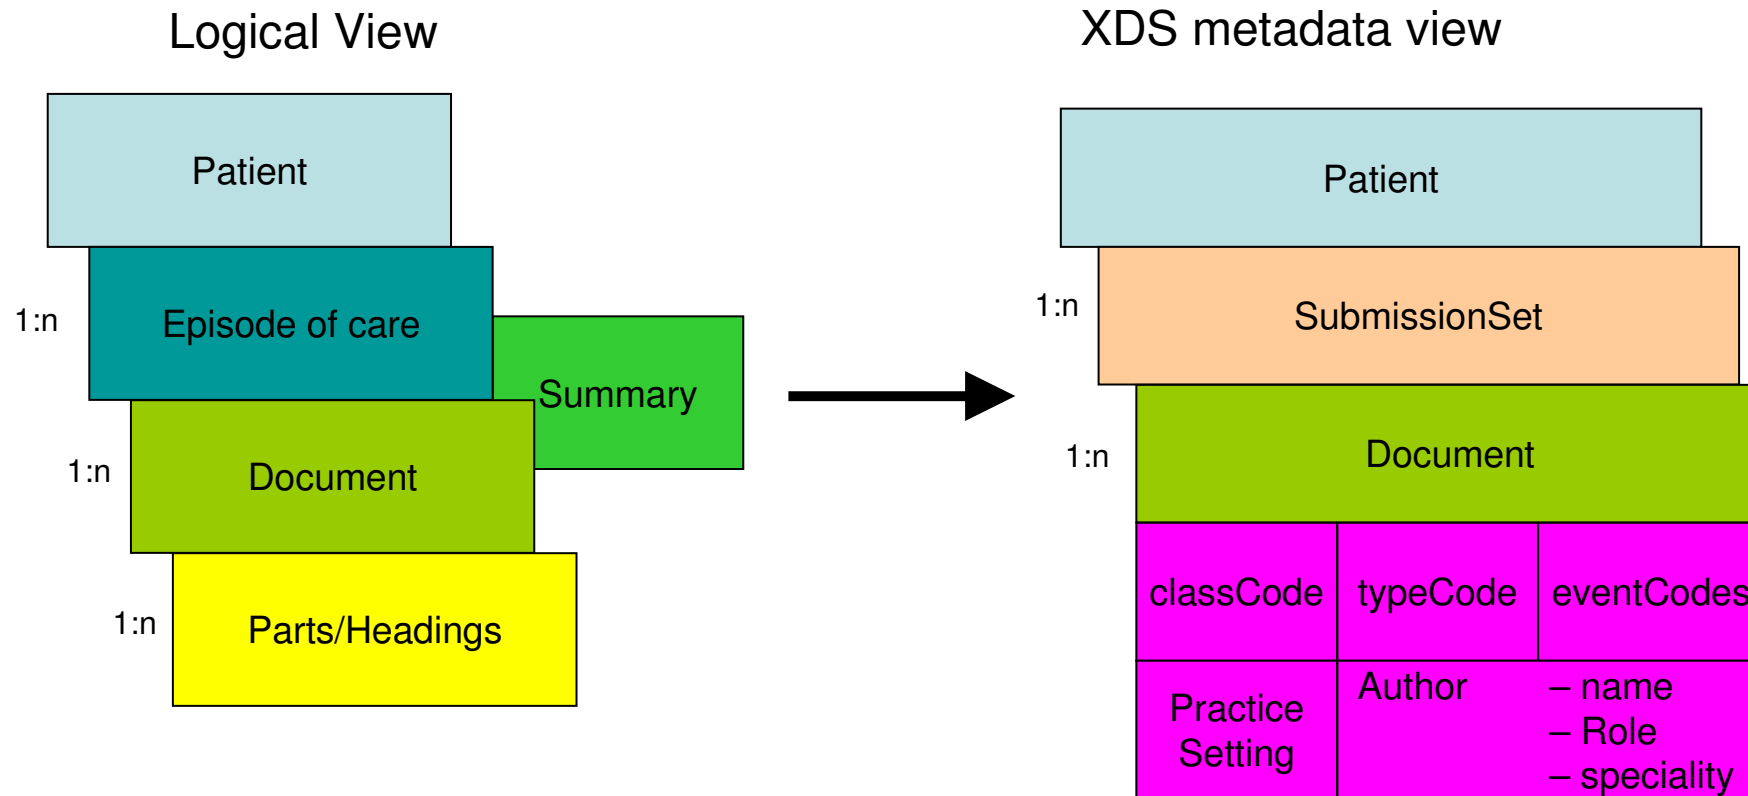 Logical View
XDS metadata view
Patient
1:n
Episode of care
Summary
1:n
Document
1:n
Parts/Headings
Patient
1:n
SubmissionSet
1:n
Document
classCode
typeCode
eventCodes
Practice
Setting
Author
– name
– Role
– speciality